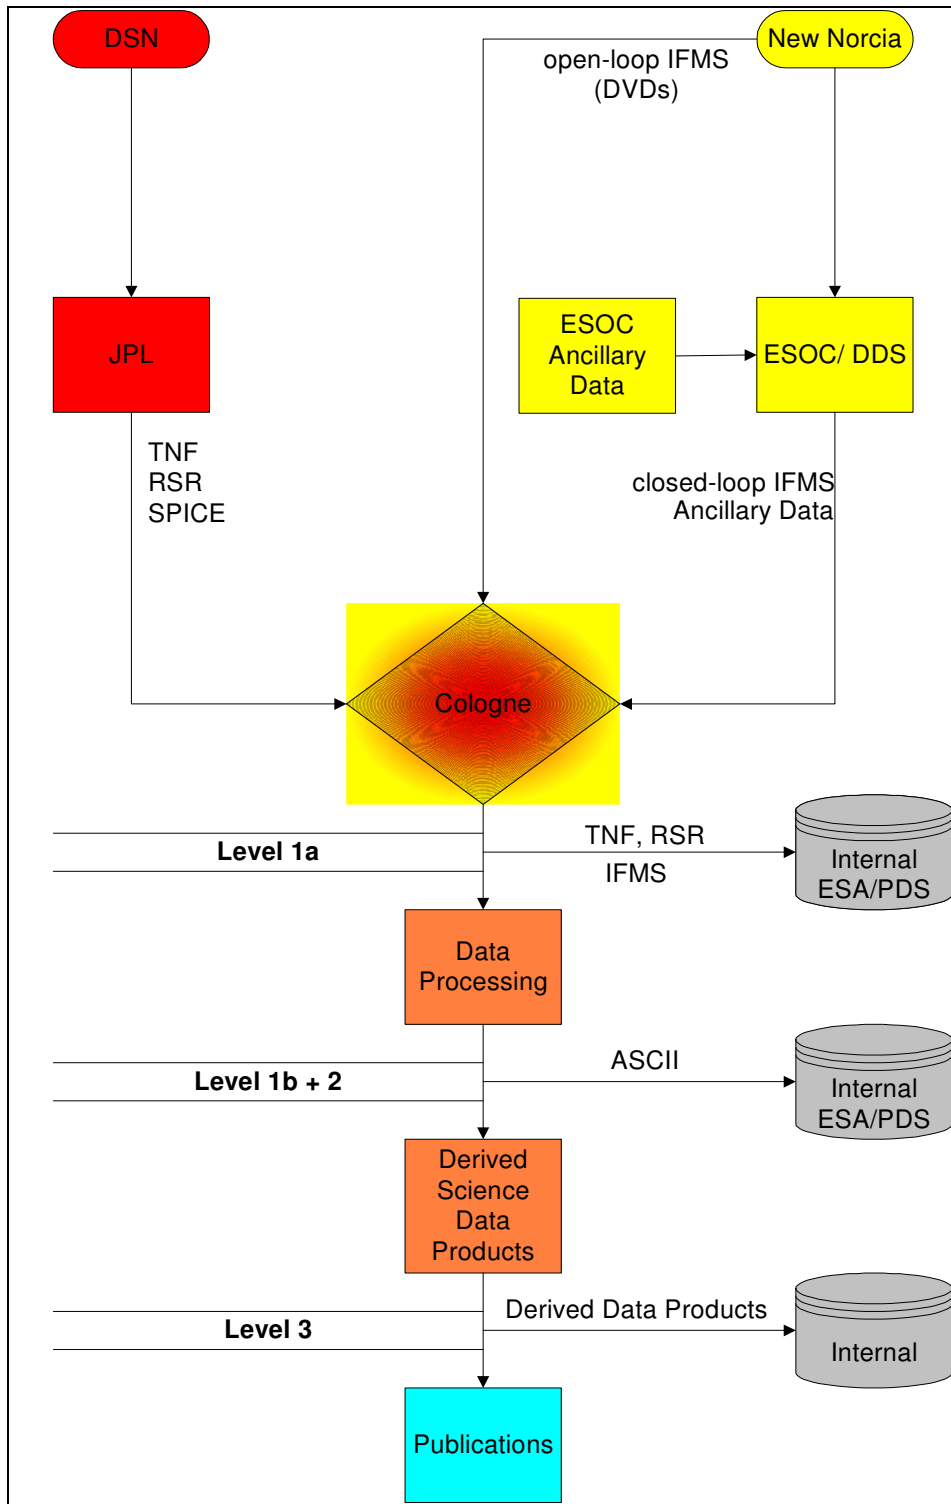 DSN
open-loop IFMS
(DVDs)
New Norcia
JPL
ESOC
Ancillary
Data
ESOC/ DDS
TNF
RSR
SPICE
closed-loop IFMS
Ancillary Data
Cologne
Level 1a
TNF, RSR
IFMS
Internal
ESA/PDS
Data
Processing
Level 1b + 2
ASCII
Internal
ESA/PDS
Derived
Science
Data
Products
Level 3
Derived Data Products
Internal
Publications